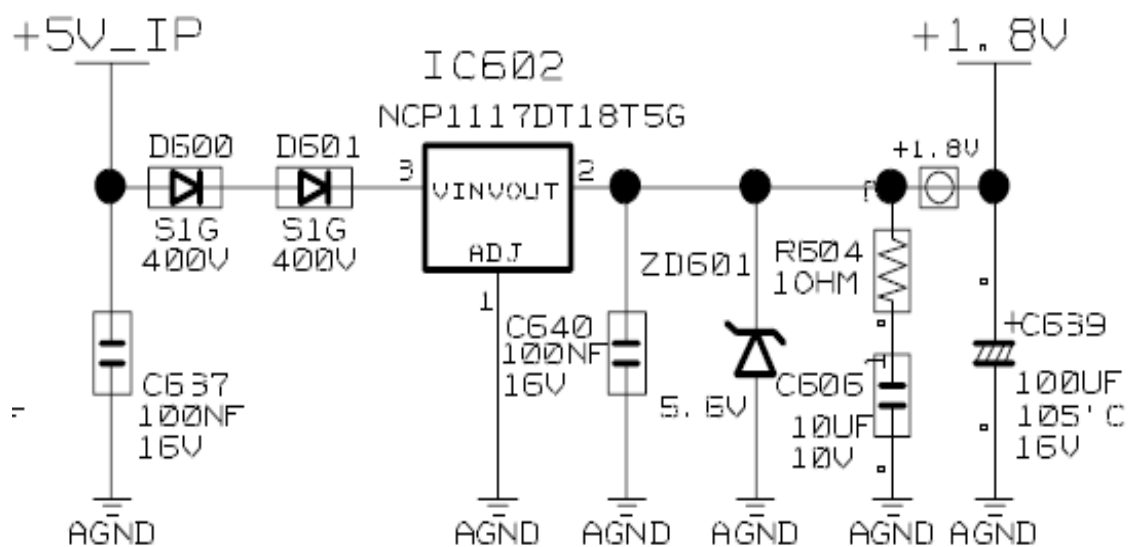 +5V_IP
+1.8V
IC602
NCP1117DT18T5G
D600
D601
+1.8V
3
2
VINVOUT
S1G
S1G
400V
400V
ADJ
ZD601
R604
1OHM
1
C640
100NF
16V
+C639
C637
100NF
16V
5.6V
C606
10UF
10V
100UF
105'C
16V
AGND
AGND
AGND
AGND
AGND
AGND